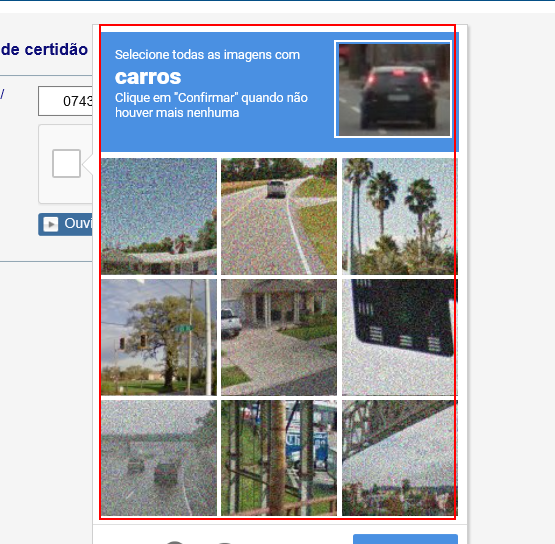 de certidão
Selecione todas as imagens com
carros
Clique em "Confirmar" quando não
houver mais nenhuma
/
0743
Ouvi